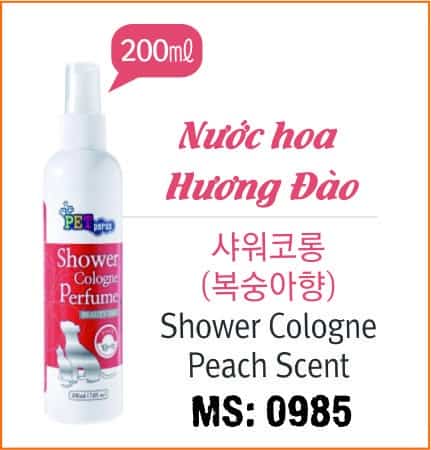 200㎖
Nước hoa
Hương Đào
샤워코롱
(복숭아향)
Shower Cologne
Peach Scent
MS: 0985
PET
Shower
Cologne
Perfume